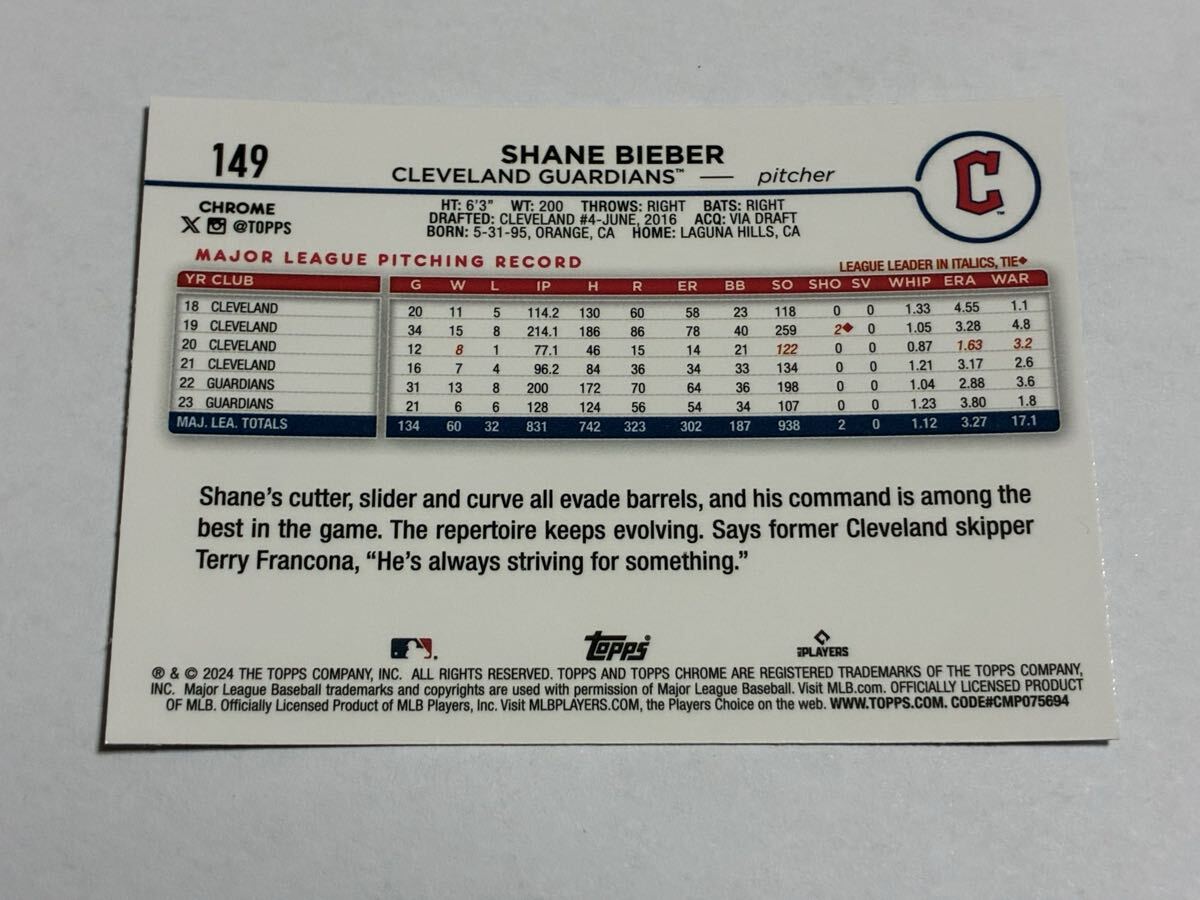 149
SHANE BIEBER
CLEVELAND GUARDIANS™ — pitcher
C™
CHROME
@TOPPS
HT: 6'3" WT: 200 THROWS: RIGHT BATS: RIGHT
DRAFTED: CLEVELAND #4-JUNE, 2016 ACQ: VIA DRAFT
BORN: 5-31-95, ORANGE, CA HOME: LAGUNA HILLS, CA
MAJOR LEAGUE PITCHING RECORD
LEAGUE LEADER IN ITALICS, TIE◆
YR CLUB G W L IP H R ER BB SO SHO SV WHIP ERA WAR
18 CLEVELAND 20 11 5 114.2 130 60 58 23 118 0 0 1.33 4.55 1.1
19 CLEVELAND 34 15 8 214.1 186 86 78 40 259 2◆ 0 1.05 3.28 4.8
20 CLEVELAND 12 8 1 77.1 46 15 14 21 122 0 0 0.87 1.63 3.2
21 CLEVELAND 16 7 4 96.2 84 36 34 33 134 0 0 1.21 3.17 2.6
22 GUARDIANS 31 13 8 200 172 70 64 36 198 0 0 1.04 2.88 3.6
23 GUARDIANS 21 6 6 128 124 56 54 34 107 0 0 1.23 3.80 1.8
MAJ. LEA. TOTALS 134 60 32 831 742 323 302 187 938 2 0 1.12 3.27 17.1
Shane's cutter, slider and curve all evade barrels, and his command is among the
best in the game. The repertoire keeps evolving. Says former Cleveland skipper
Terry Francona, "He's always striving for something."
Topps
PLAYERS
® & © 2024 THE TOPPS COMPANY, INC. ALL RIGHTS RESERVED. TOPPS AND TOPPS CHROME ARE REGISTERED TRADEMARKS OF THE TOPPS COMPANY,
INC. Major League Baseball trademarks and copyrights are used with permission of Major League Baseball. Visit MLB.com. OFFICIALLY LICENSED PRODUCT
OF MLB. Officially Licensed Product of MLB Players, Inc. Visit MLBPLAYERS.COM, the Players Choice on the web. WWW.TOPPS.COM. CODE#CMP075694